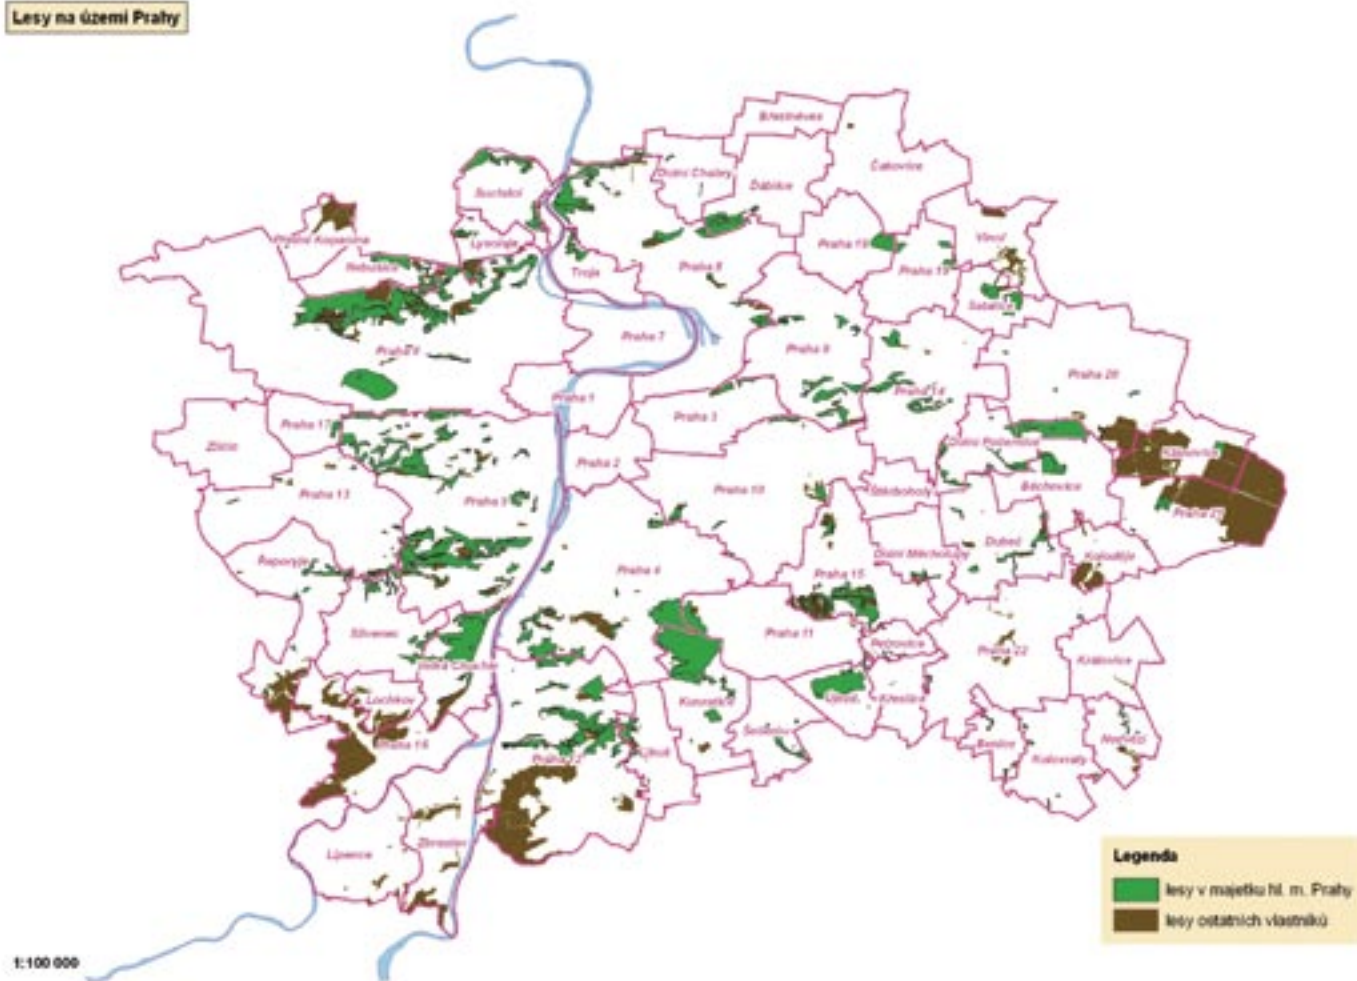 Lesy na území Prahy
Březiněves
Čakovice
Dolní Chabry
Ďáblice
Suchdol
Přední Kopanina
Lysolaje
Nebušice
Troja
Praha 8
Praha 18
Praha 19
Vinoř
Satalice
Praha 6
Praha 7
Praha 9
Praha 20
Praha 14
Praha 1
Praha 3
Praha 17
Zličín
Praha 2
Dolní Počernice
Klánovice
Praha 13
Praha 5
Praha 10
Štěrboholy
Běchovice
Praha 21
Dubeč
Dolní Měcholupy
Koloděje
Řeporyje
Praha 4
Praha 15
Praha 11
Slivenec
Petrovice
Praha 22
Královice
Velká Chuchle
Lochkov
Kunratice
Újezd
Křeslice
Šeberov
Benice
Nedvězí
Kolovraty
Praha 16
Praha 12
Libuš
Zbraslav
Lipence
Legenda
lesy v majetku hl. m. Prahy
lesy ostatních vlastníků
1:100 000